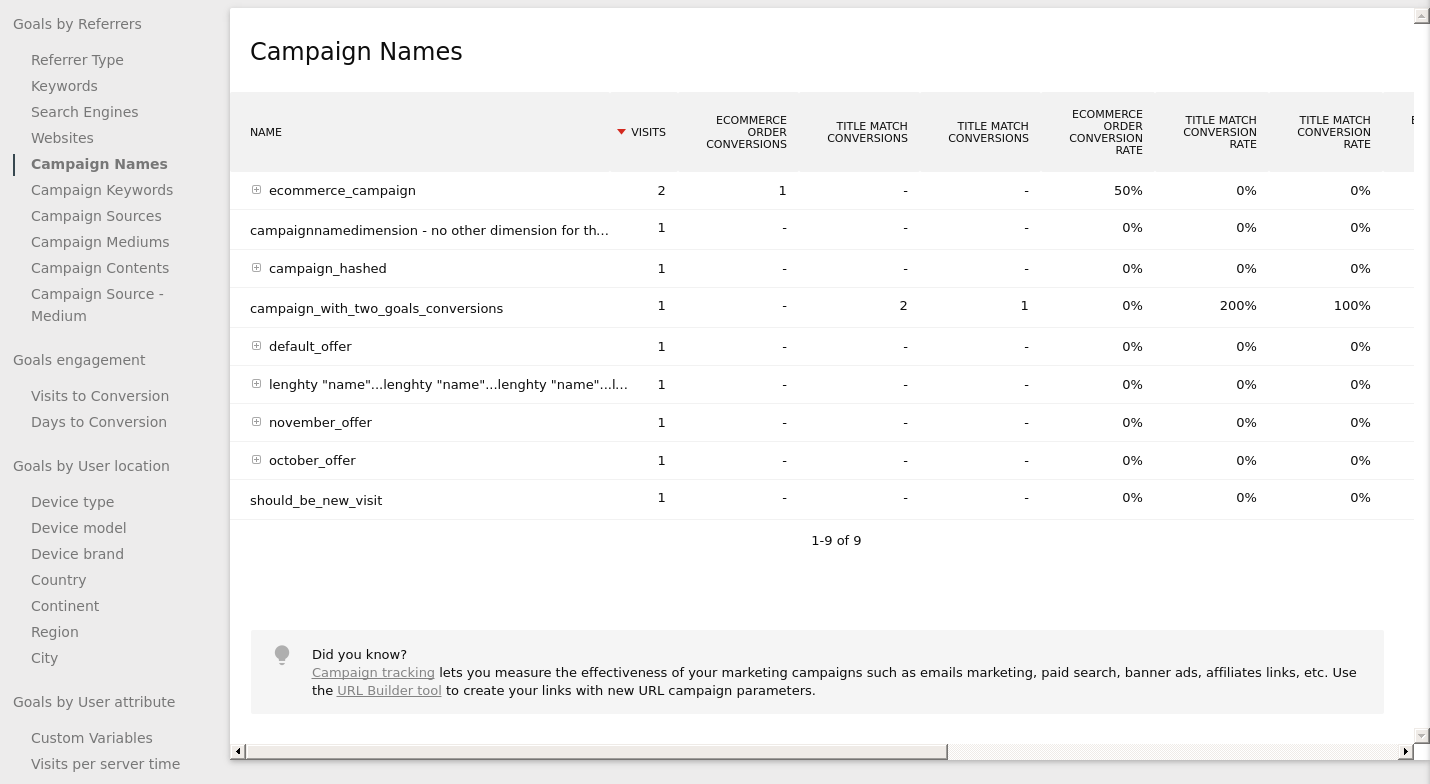 Goals by Referrers
Referrer Type
Keywords
Search Engines
Websites
Campaign Names
Campaign Keywords
Campaign Sources
Campaign Mediums
Campaign Contents
Campaign Source -
Medium
Goals engagement
Visits to Conversion
Days to Conversion
Goals by User location
Device type
Device model
Device brand
Country
Continent
Region
City
Goals by User attribute
Custom Variables
Visits per server time
Campaign Names
NAME VISITS ECOMMERCE ORDER CONVERSIONS TITLE MATCH CONVERSIONS TITLE MATCH CONVERSIONS ECOMMERCE ORDER CONVERSION RATE TITLE MATCH CONVERSION RATE TITLE MATCH CONVERSION RATE
ecommerce_campaign 2 1 - - 50% 0% 0%
campaignnamedimension - no other dimension for th... 1 - - - 0% 0% 0%
campaign_hashed 1 - - - 0% 0% 0%
campaign_with_two_goals_conversions 1 - 2 1 0% 200% 100%
default_offer 1 - - - 0% 0% 0%
lenghty "name"...lenghty "name"...lenghty "name"...l... 1 - - - 0% 0% 0%
november_offer 1 - - - 0% 0% 0%
october_offer 1 - - - 0% 0% 0%
should_be_new_visit 1 - - - 0% 0% 0%
1-9 of 9
Did you know?
Campaign tracking lets you measure the effectiveness of your marketing campaigns such as emails marketing, paid search, banner ads, affiliates links, etc. Use
the URL Builder tool to create your links with new URL campaign parameters.